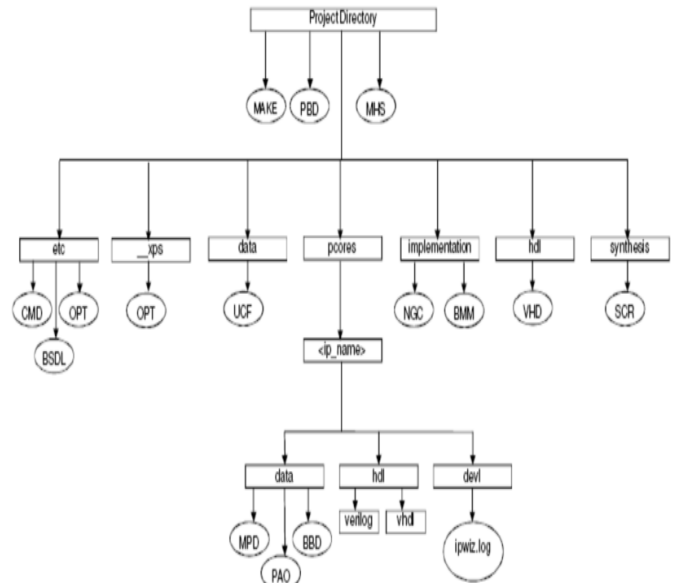 Project Directory
MAKE PBD MHS
etc __xps data pcores implementation hdl synthesis
CMD OPT OPT UCF NGC BMM VHD SCR
BSDL
<ip_name>
data hdl devl
verilog vhdl
MPD BBD ipwiz.log
PAO